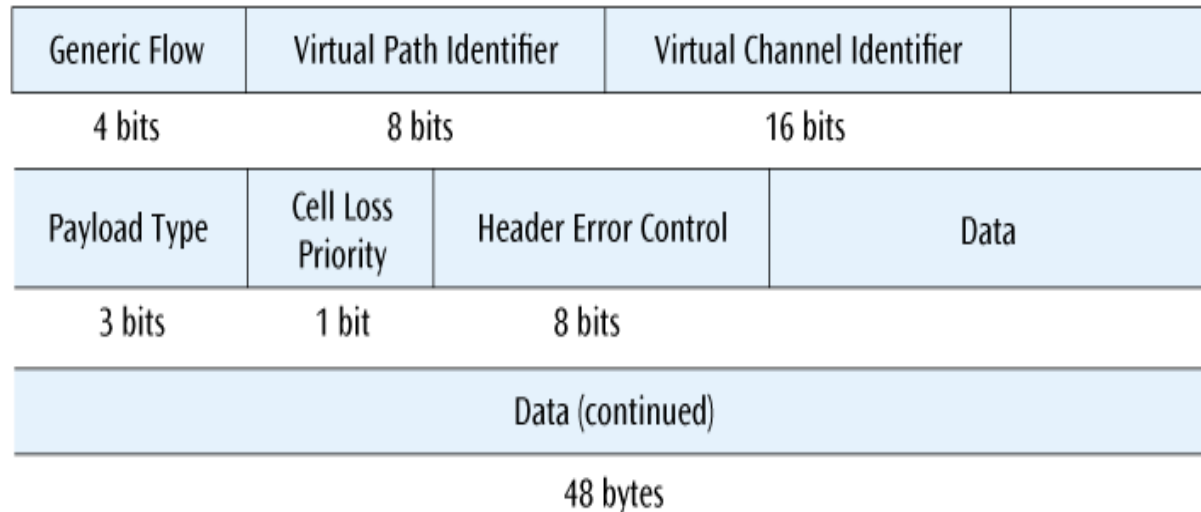 Generic Flow Virtual Path Identifier Virtual Channel Identifier
4 bits 8 bits 16 bits
Payload Type Cell Loss Priority Header Error Control Data
3 bits 1 bit 8 bits
Data (continued)
48 bytes